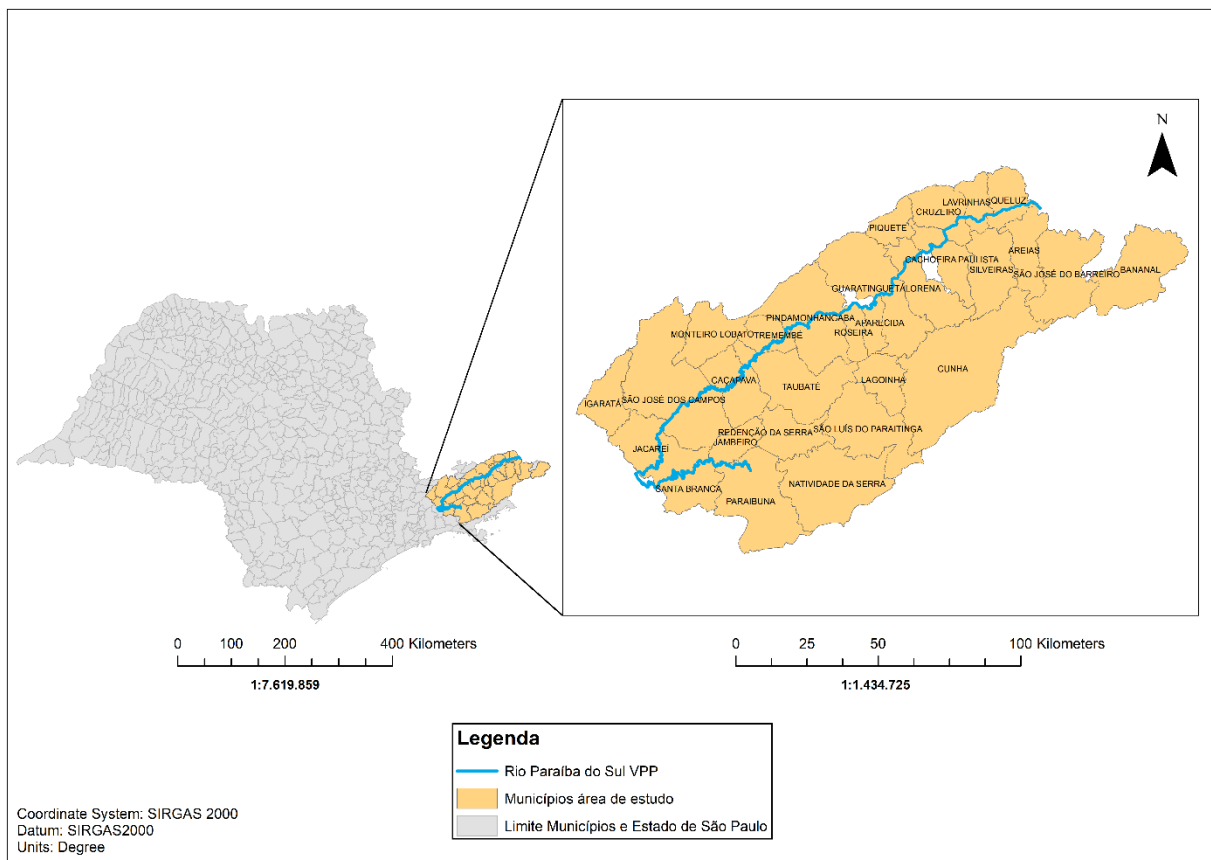 N
LAVRINHAS
QUELUZ
CRUZEIRO
PIQUETE
AREIAS
CACHOEIRA PAULISTA
SILVEIRAS
SÃO JOSÉ DO BARREIRO
BANANAL
GUARATINGUETÁ
LORENA
PINDAMONHANGABA
APARECIDA
MONTEIRO LOBATO
TREMEMBÉ
ROSEIRA
CUNHA
CAÇAPAVA
TAUBATÉ
LAGOINHA
IGARATÁ
SÃO JOSÉ DOS CAMPOS
REDENÇÃO DA SERRA
SÃO LUÍS DO PARAITINGA
JACAREÍ
JAMBEIRO
SANTA BRANCA
NATIVIDADE DA SERRA
PARAIBUNA
0 100 200 400 Kilometers
1:7.619.859
0 25 50 100 Kilometers
1:1.434.725
Legenda
Rio Paraíba do Sul VPP
Municípios área de estudo
Limite Municípios e Estado de São Paulo
Coordinate System: SIRGAS 2000
Datum: SIRGAS2000
Units: Degree